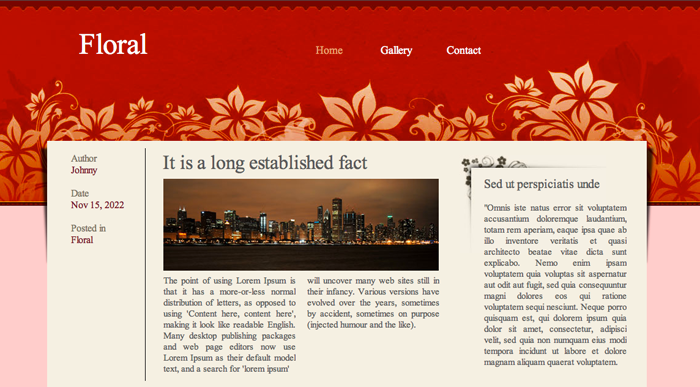 Floral
Home Gallery Contact
Author
Johnny
Date
Nov 15, 2022
Posted in
Floral
It is a long established fact
The point of using Lorem Ipsum is
that it has a more-or-less normal
distribution of letters, as opposed to
using 'Content here, content here',
making it look like readable English.
Many desktop publishing packages
and web page editors now use
Lorem Ipsum as their default model
text, and a search for 'lorem ipsum'
will uncover many web sites still in
their infancy. Various versions have
evolved over the years, sometimes
by accident, sometimes on purpose
(injected humour and the like).
Sed ut perspiciatis unde
"Omnis iste natus error sit voluptatem
accusantium doloremque laudantium,
totam rem aperiam, eaque ipsa quae ab
illo inventore veritatis et quasi
architecto beatae vitae dicta sunt
explicabo. Nemo enim ipsam
voluptatem quia voluptas sit aspernatur
aut odit aut fugit, sed quia consequuntur
magni dolores eos qui ratione
voluptatem sequi nesciunt. Neque porro
quisquam est, qui dolorem ipsum quia
dolor sit amet, consectetur, adipisci
velit, sed quia non numquam eius modi
tempora incidunt ut labore et dolore
magnam aliquam quaerat voluptatem.